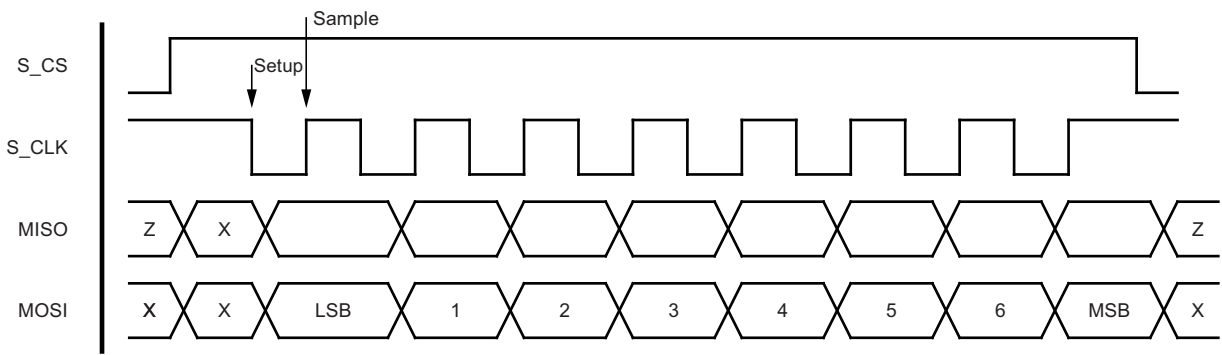 Sample
S_CS
Setup
S_CLK
MISO Z X Z
MOSI X X LSB 1 2 3 4 5 6 MSB X